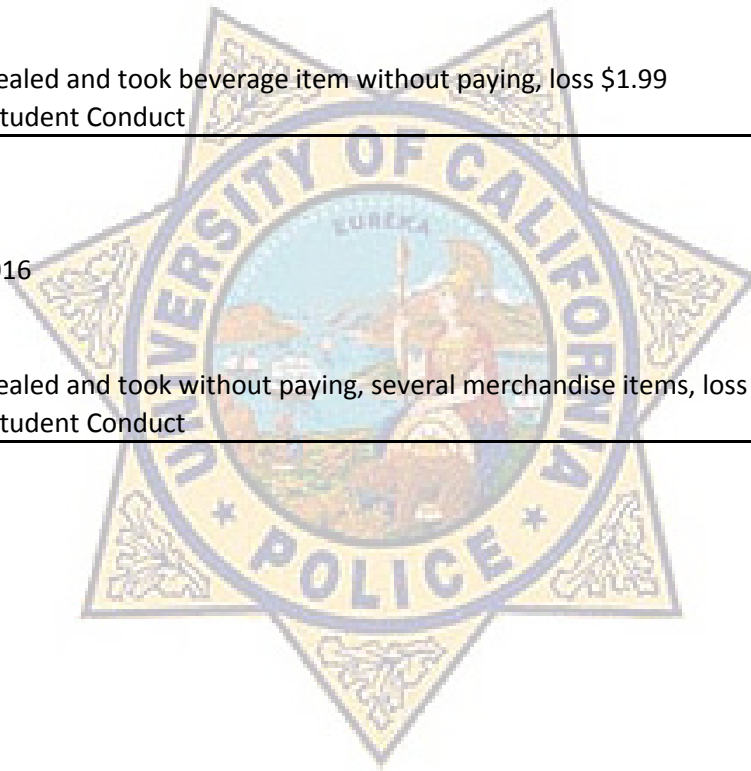 ealed and took beverage item without paying, loss $1.99
tudent Conduct
UNIVERSITY OF CALIFORNIA
EUREKA
016
ealed and took without paying, several merchandise items, loss
tudent Conduct
POLICE